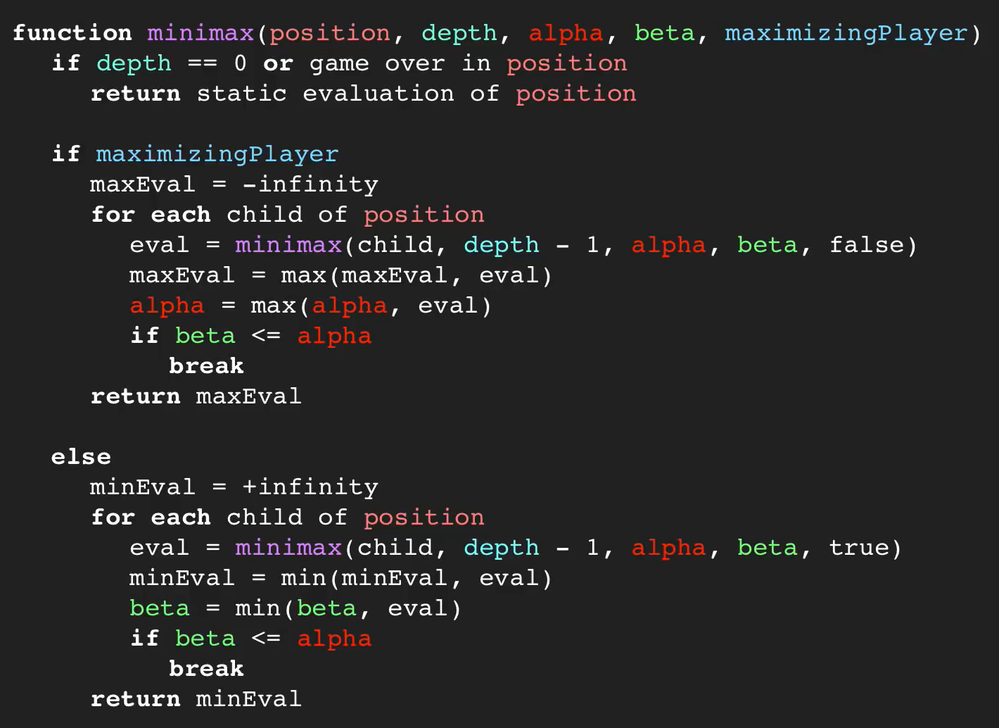 function minimax(position, depth, alpha, beta, maximizingPlayer)
if depth == 0 or game over in position
return static evaluation of position
if maximizingPlayer
maxEval = -infinity
for each child of position
eval = minimax(child, depth - 1, alpha, beta, false)
maxEval = max(maxEval, eval)
alpha = max(alpha, eval)
if beta <= alpha
break
return maxEval
else
minEval = +infinity
for each child of position
eval = minimax(child, depth - 1, alpha, beta, true)
minEval = min(minEval, eval)
beta = min(beta, eval)
if beta <= alpha
break
return minEval